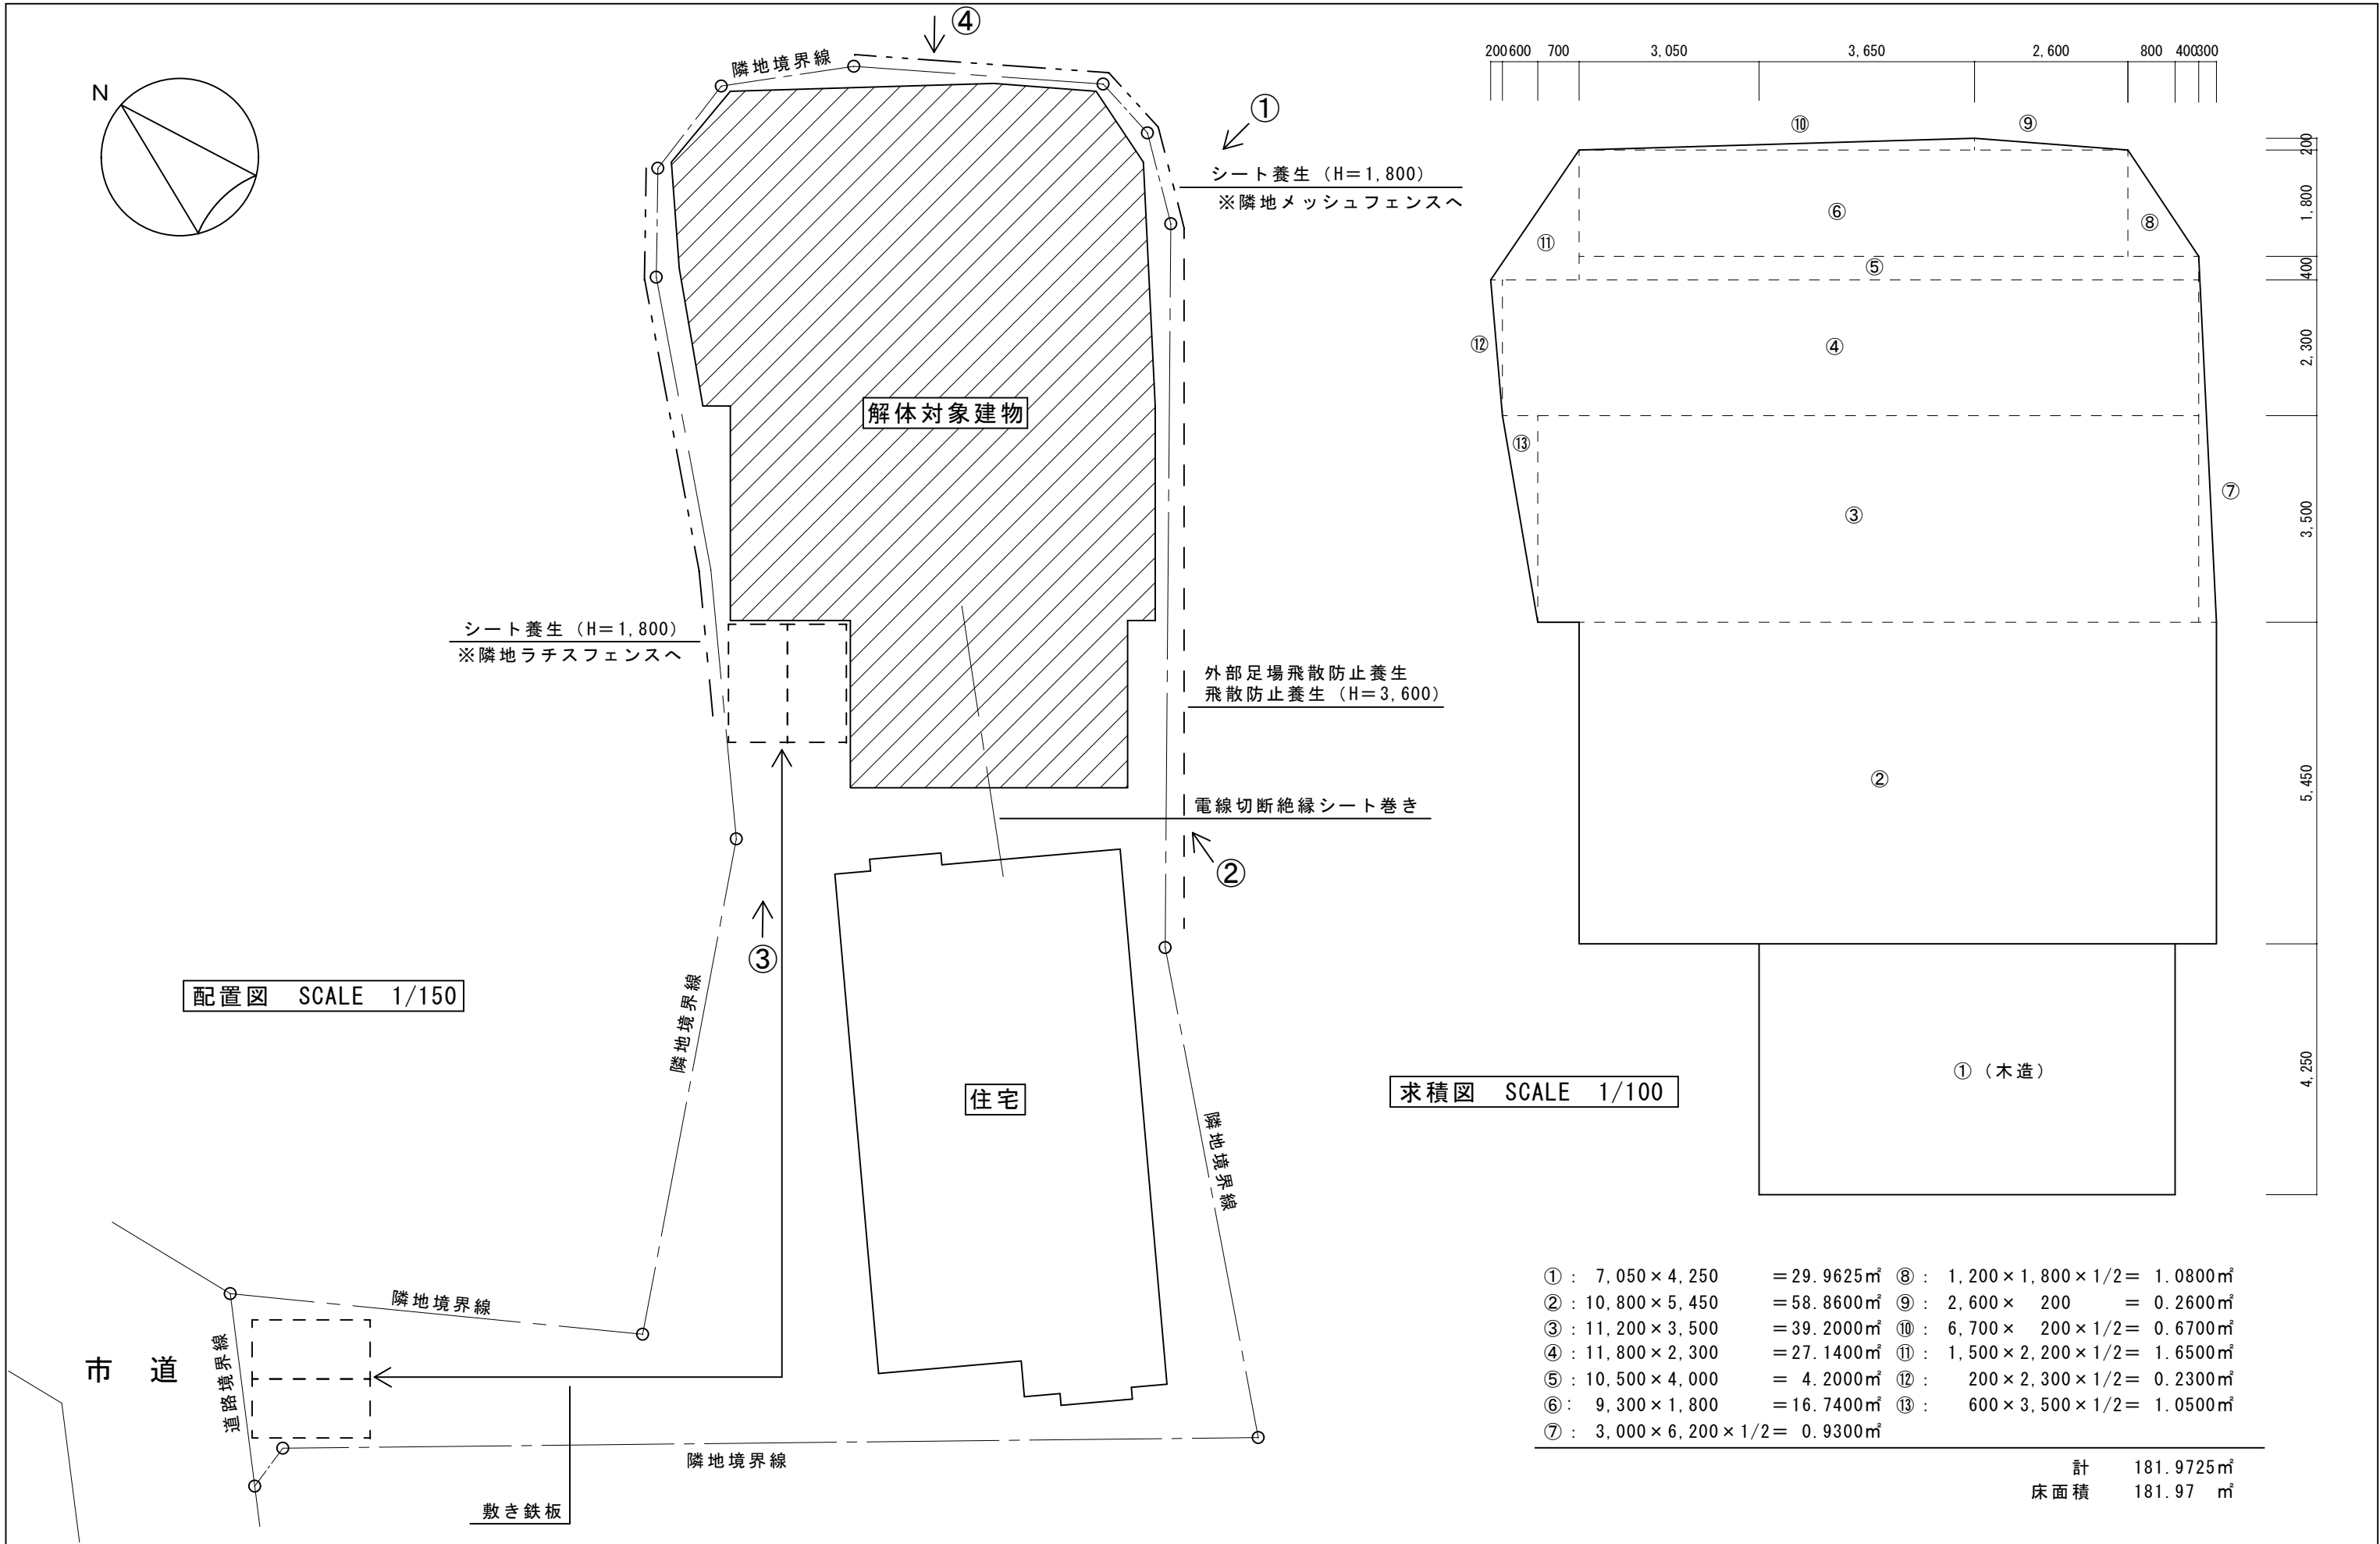 ④
N
隣地境界線
①
シート養生（H＝1,800）
※隣地メッシュフェンスへ
解体対象建物
シート養生（H＝1,800）
※隣地ラチスフェンスへ
外部足場飛散防止養生
飛散防止養生（H＝3,600）
電線切断絶縁シート巻き
②
③
配置図　SCALE　1/150
隣地境界線
住宅
隣地境界線
隣地境界線
市　道
道路境界線
隣地境界線
敷き鉄板
200 600 700 3,050 3,650 2,600 800 400 300
⑩ ⑨
200
1,800
⑥
⑧
⑪
⑤
400
⑫
④
2,300
⑬
③
⑦
3,500
②
5,450
①（木造）
4,250
求積図　SCALE　1/100
①： 7,050×4,250 ＝29.9625㎡ ⑧： 1,200×1,800×1/2＝ 1.0800㎡
②：10,800×5,450 ＝58.8600㎡ ⑨： 2,600× 200 ＝ 0.2600㎡
③：11,200×3,500 ＝39.2000㎡ ⑩： 6,700× 200×1/2＝ 0.6700㎡
④：11,800×2,300 ＝27.1400㎡ ⑪： 1,500×2,200×1/2＝ 1.6500㎡
⑤：10,500×4,000 ＝ 4.2000㎡ ⑫： 200×2,300×1/2＝ 0.2300㎡
⑥： 9,300×1,800 ＝16.7400㎡ ⑬： 600×3,500×1/2＝ 1.0500㎡
⑦： 3,000×6,200×1/2＝ 0.9300㎡
計 181.9725㎡
床面積 181.97 ㎡